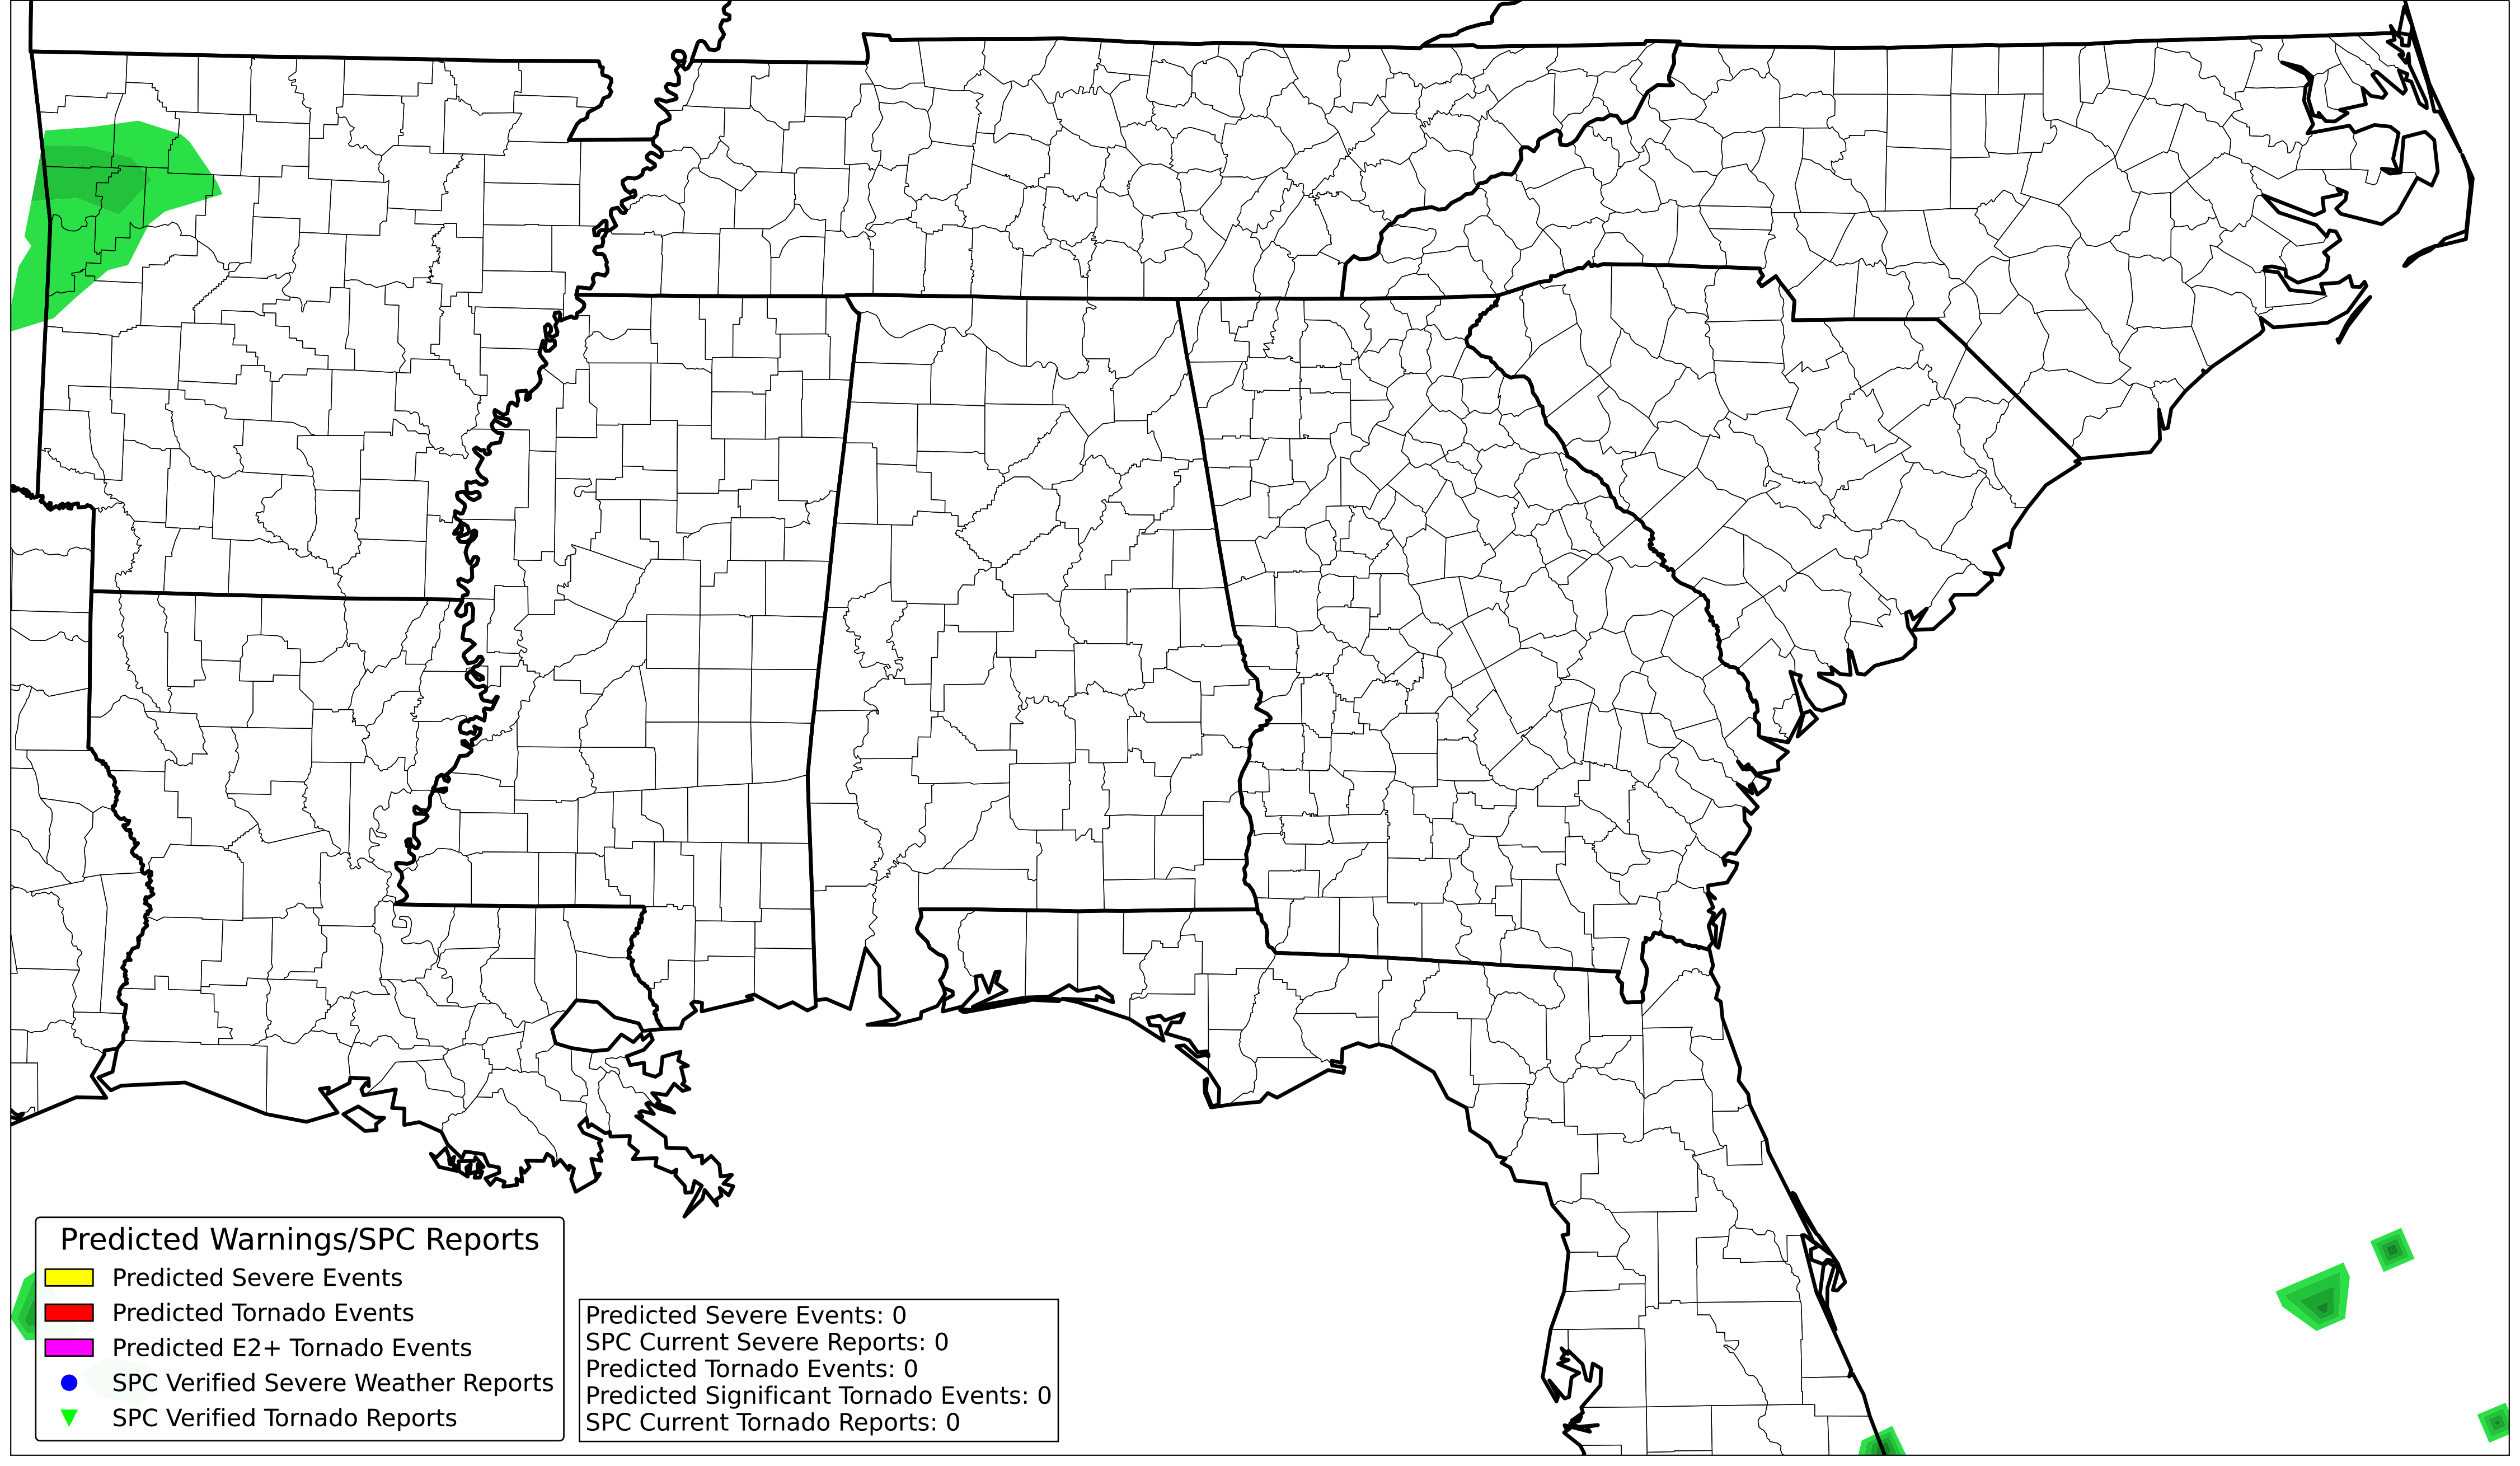 Predicted Warnings/SPC Reports
Predicted Severe Events
Predicted Tornado Events
Predicted E2+ Tornado Events
SPC Verified Severe Weather Reports
SPC Verified Tornado Reports
Predicted Severe Events: 0
SPC Current Severe Reports: 0
Predicted Tornado Events: 0
Predicted Significant Tornado Events: 0
SPC Current Tornado Reports: 0